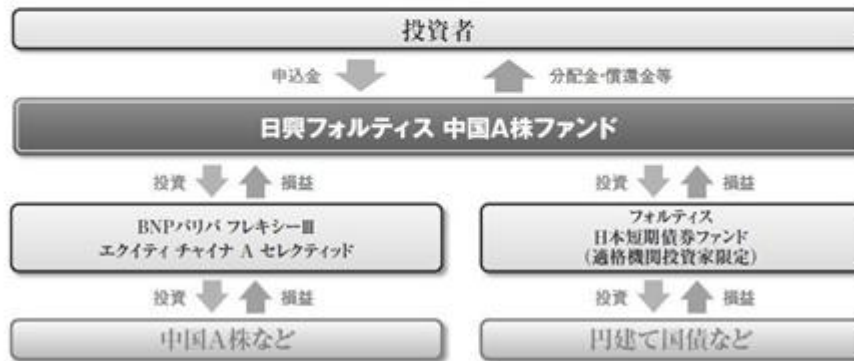 投資者
申込金 分配金・償還金等
日興フォルティス 中国A株ファンド
投資 損益 投資 損益
BNPパリバ フレキシーⅢ
エクイティ チャイナ A セレクティッド
フォルティス
日本短期債券ファンド
(適格機関投資家限定)
投資 損益 投資 損益
中国A株など
円建て国債など